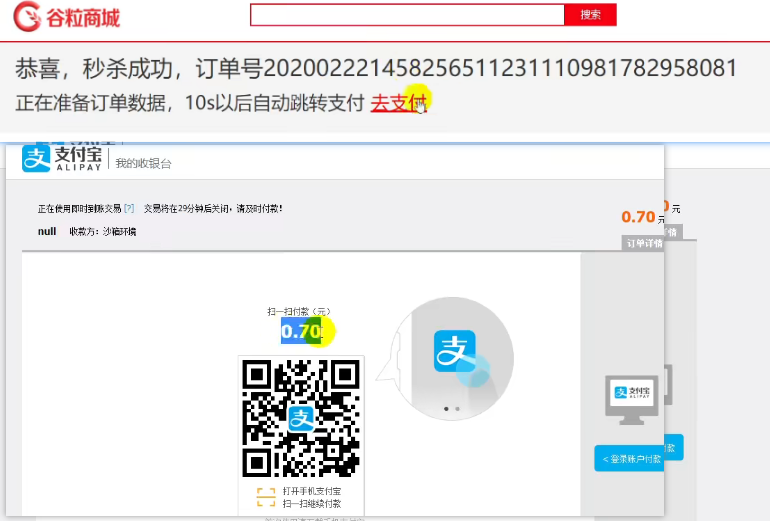 谷粒商城
搜索
恭喜，秒杀成功，订单号202002221458256511231110981782958081
正在准备订单数据，10s以后自动跳转支付 去支付
支付宝 ALIPAY 我的收银台
正在使用即时到账交易 [?] 交易将在29分钟后关闭，请及时付款！
0.70 元
null 收款方：沙箱环境
订单详情
扫一扫付款（元）
0.70
支付宝
ALIPAY
< 登录账户付款
打开手机支付宝
扫一扫继续付款